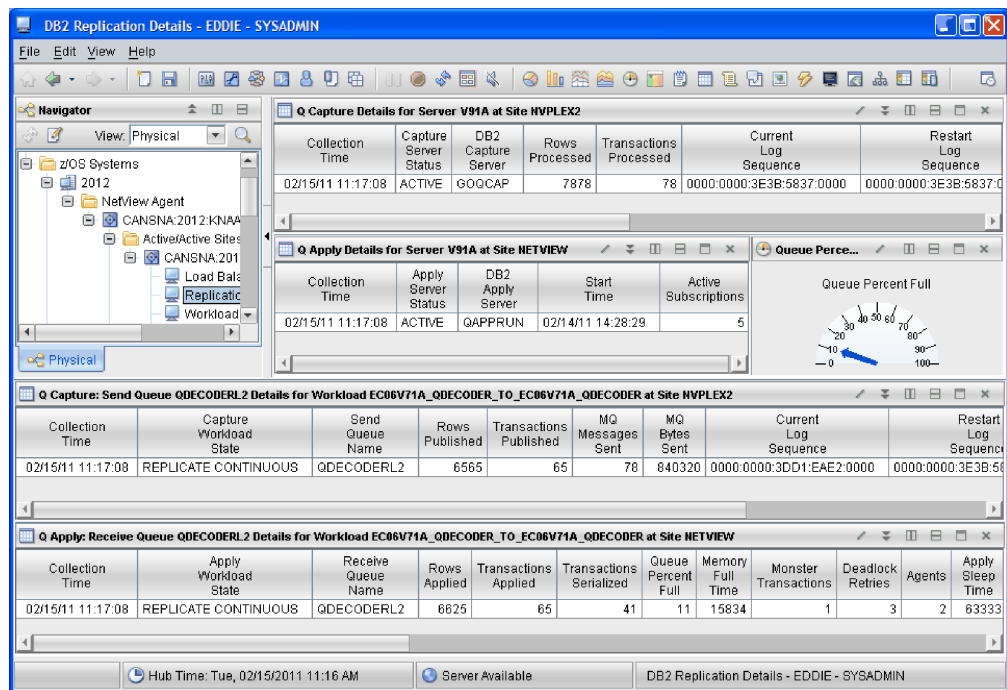 DB2 Replication Details - EDDIE - SYSADMIN
File Edit View Help
Navigator
View: Physical
z/OS Systems
2012
NetView Agent
CANSNA:2012:KNAA
Active/Active Sites
CANSNA:201
Load Bala
Replicatic
Workload
Physical
Q Capture Details for Server V91A at Site NVPLEX2
Collection Time Capture Server Status DB2 Capture Server Rows Processed Transactions Processed Current Log Sequence Restart Log Sequence
02/15/11 11:17:08 ACTIVE GOQCAP 7878 78 0000:0000:3E3B:5837:0000 0000:0000:3E3B:5837:0
Q Apply Details for Server V91A at Site NETVIEW
Collection Time Apply Server Status DB2 Apply Server Start Time Active Subscriptions
02/15/11 11:17:08 ACTIVE QAPPRUN 02/14/11 14:28:29 5
Queue Perce...
Queue Percent Full
0 10 20 30 40 50 60 70 80 90 100
Q Capture: Send Queue QDECODERL2 Details for Workload EC06V71A_QDECODER_TO_EC06V71A_QDECODER at Site NVPLEX2
Collection Time Capture Workload State Send Queue Name Rows Published Transactions Published MQ Messages Sent MQ Bytes Sent Current Log Sequence Restart Log Sequenc
02/15/11 11:17:08 REPLICATE CONTINUOUS QDECODERL2 6565 65 78 840320 0000:0000:3DD1:EAE2:0000 0000:0000:3E3B:58
Q Apply: Receive Queue QDECODERL2 Details for Workload EC06V71A_QDECODER_TO_EC06V71A_QDECODER at Site NETVIEW
Collection Time Apply Workload State Receive Queue Name Rows Applied Transactions Applied Transactions Serialized Queue Percent Full Memory Full Time Monster Transactions Deadlock Retries Agents Apply Sleep Time
02/15/11 11:17:08 REPLICATE CONTINUOUS QDECODERL2 6625 65 41 11 15834 1 3 2 63333
Hub Time: Tue, 02/15/2011 11:16 AM Server Available DB2 Replication Details - EDDIE - SYSADMIN